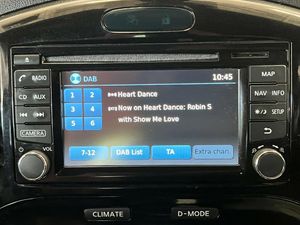 DAB
10:45
RADIO
MAP
1 2 Heart Dance
CD AUX
NAV INFO
3 4 Now on Heart Dance: Robin S
with Show Me Love
5 6
SETUP
CAMERA
VOL
7-12 DAB List TA Extra chan.
CLIMATE D-MODE